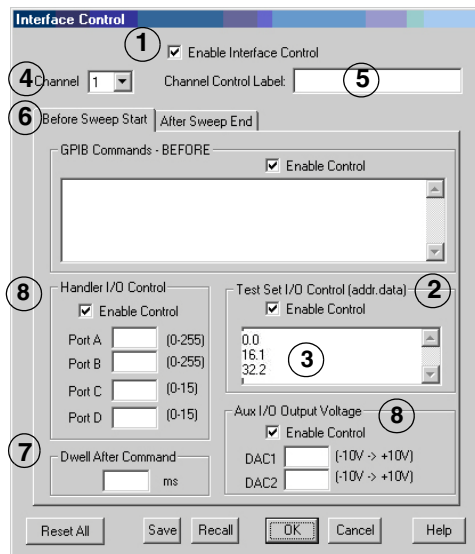 Interface Control
1
Enable Interface Control
4
Channel 1
Channel Control Label:
5
6
Before Sweep Start
After Sweep End
GPIB Commands - BEFORE
Enable Control
8
Handler I/O Control
Enable Control
Port A (0-255)
Port B (0-255)
Port C (0-15)
Port D (0-15)
Test Set I/O Control (addr.data)
2
Enable Control
0.0
16.1
32.2
3
7
Dwell After Command
ms
Aux I/O Output Voltage
8
Enable Control
DAC1 (-10V -> +10V)
DAC2 (-10V -> +10V)
Reset All
Save
Recall
OK
Cancel
Help